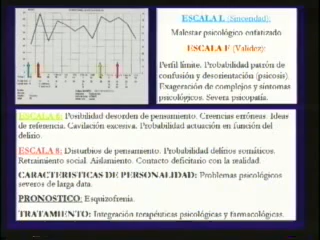 ESCALA L (Sinceridad):
Malestar psicológico enfatizado
ESCALA F (Validez):
Perfil límite. Probabilidad patrón de
confusión y desorientación (psicosis).
Exageración de complejos y síntomas
psicológicos. Severa psicopatía.
ESCALA 6: Posibilidad desorden de pensamiento. Creencias erróneas. Ideas
de referencia. Cavilación excesiva. Probabilidad actuación en función del
delirio.
ESCALA 8: Disturbios de pensamiento. Probabilidad delirios somáticos.
Retraimiento social. Aislamiento. Contacto deficitario con la realidad.
CARACTERISTICAS DE PERSONALIDAD: Problemas psicológicos
severos de larga data.
PRONOSTICO: Esquizofrenia.
TRATAMIENTO: Integración terapéuticas psicológicas y farmacológicas.